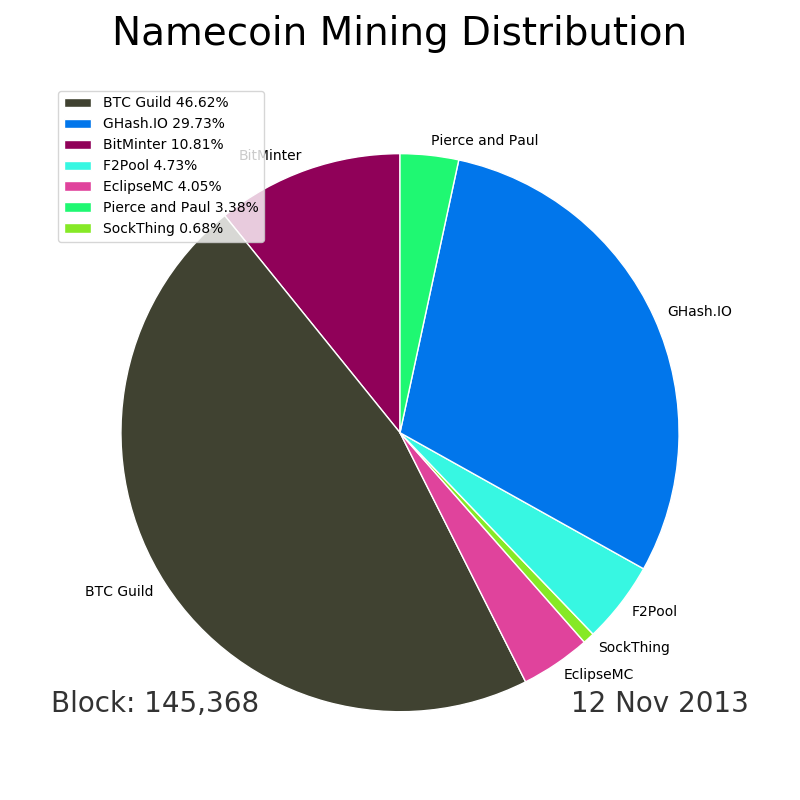 Namecoin Mining Distribution
BTC Guild 46.62%
GHash.IO 29.73%
BitMinter 10.81%
F2Pool 4.73%
EclipseMC 4.05%
Pierce and Paul 3.38%
SockThing 0.68%
Pierce and Paul
BitMinter
GHash.IO
BTC Guild
F2Pool
SockThing
EclipseMC
Block: 145,368
12 Nov 2013